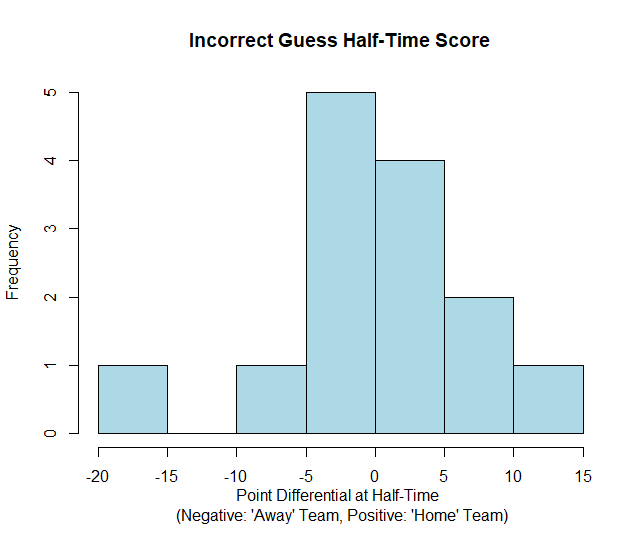 Incorrect Guess Half-Time Score
Frequency
5
4
3
2
1
0
-20 -15 -10 -5 0 5 10 15
Point Differential at Half-Time
(Negative: 'Away' Team, Positive: 'Home' Team)